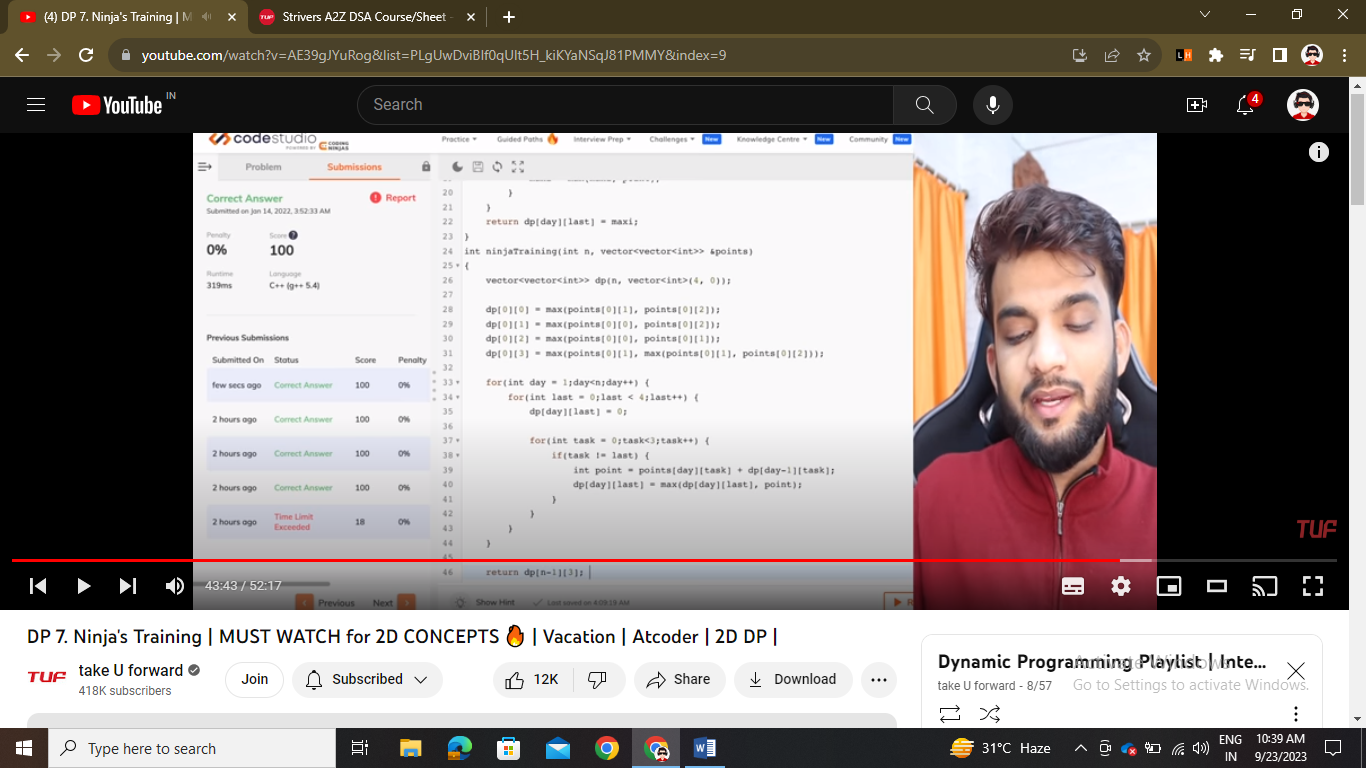 (4) DP 7. Ninja's Training | M
TUF Strivers A2Z DSA Course/Sheet -
youtube.com/watch?v=AE39gJYuRog&list=PLgUwDviBIf0qUlt5H_kiKYaNSqJ81PMMY&index=9
YouTube IN
Search
4
codestudio
POWERED BY CODING NINJAS
Practice Guided Paths Interview Prep Challenges New Knowledge Centre New Community New
Problem Submissions
Correct Answer Report
Submitted on Jan 14, 2022, 3:52:33 AM
Penalty Score
0% 100
Runtime Language
319ms C++ (g++ 5.4)
Previous Submissions
Submitted On Status Score Penalty
few secs ago Correct Answer 100 0%
2 hours ago Correct Answer 100 0%
2 hours ago Correct Answer 100 0%
2 hours ago Correct Answer 100 0%
2 hours ago Time Limit Exceeded 18 0%
20 }
21 }
22 return dp[day][last] = maxi;
23 }
24 int ninjaTraining(int n, vector<vector<int>> &points)
25 {
26 vector<vector<int>> dp(n, vector<int>(4, 0));
27
28 dp[0][0] = max(points[0][1], points[0][2]);
29 dp[0][1] = max(points[0][0], points[0][2]);
30 dp[0][2] = max(points[0][0], points[0][1]);
31 dp[0][3] = max(points[0][1], max(points[0][1], points[0][2]));
32
33 for(int day = 1;day<n;day++) {
34 for(int last = 0;last < 4;last++) {
35 dp[day][last] = 0;
36
37 for(int task = 0;task<3;task++) {
38 if(task != last) {
39 int point = points[day][task] + dp[day-1][task];
40 dp[day][last] = max(dp[day][last], point);
41 }
42 }
43 }
44 }
45
46 return dp[n-1][3];
Previous Next
Show Hint Last saved on 4:09:19 AM
TUF
43:43 / 52:17
DP 7. Ninja's Training | MUST WATCH for 2D CONCEPTS 🔥 | Vacation | Atcoder | 2D DP |
TUF take U forward
418K subscribers
Join Subscribed 12K Share Download
Dynamic Programming Playlist | Inte...
take U forward - 8/57
Activate Windows
Go to Settings to activate Windows.
Type here to search
31°C Haze
ENG
IN
10:39 AM
9/23/2023